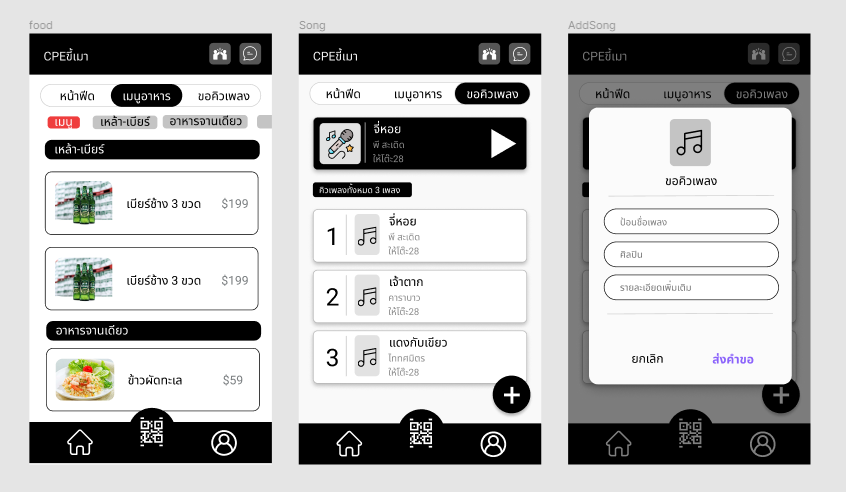 food
CPEขี้เมา
หน้าฟีด เมนูอาหาร ขอคิวเพลง
เมนู เหล้า-เบียร์ อาหารจานเดียว
เหล้า-เบียร์
เบียร์ช้าง 3 ขวด $199
เบียร์ช้าง 3 ขวด $199
อาหารจานเดียว
ข้าวผัดทะเล $59
Song
CPEขี้เมา
หน้าฟีด เมนูอาหาร ขอคิวเพลง
จี่หอย
พี สะเดิด
ให้โต๊ะ28
คิวเพลงทั้งหมด 3 เพลง
1 จี่หอย
พี สะเดิด
ให้โต๊ะ:28
2 เจ้าตาก
คาราบาว
ให้โต๊ะ:28
3 แดงกับเขียว
ไททศมิตร
ให้โต๊ะ:28
+
AddSong
CPEขี้เมา
หน้าฟีด เมนูอาหาร ขอคิวเพลง
ขอคิวเพลง
ป้อนชื่อเพลง
ศิลปิน
รายละเอียดเพิ่มเติม
ยกเลิก ส่งคำขอ
+